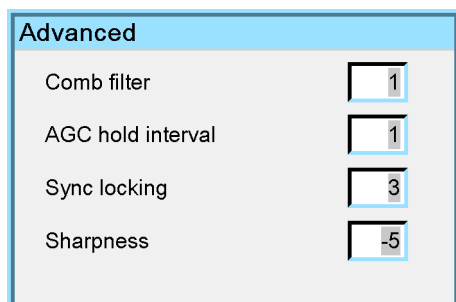 Advanced
Comb filter 1
AGC hold interval 1
Sync locking 3
Sharpness -5